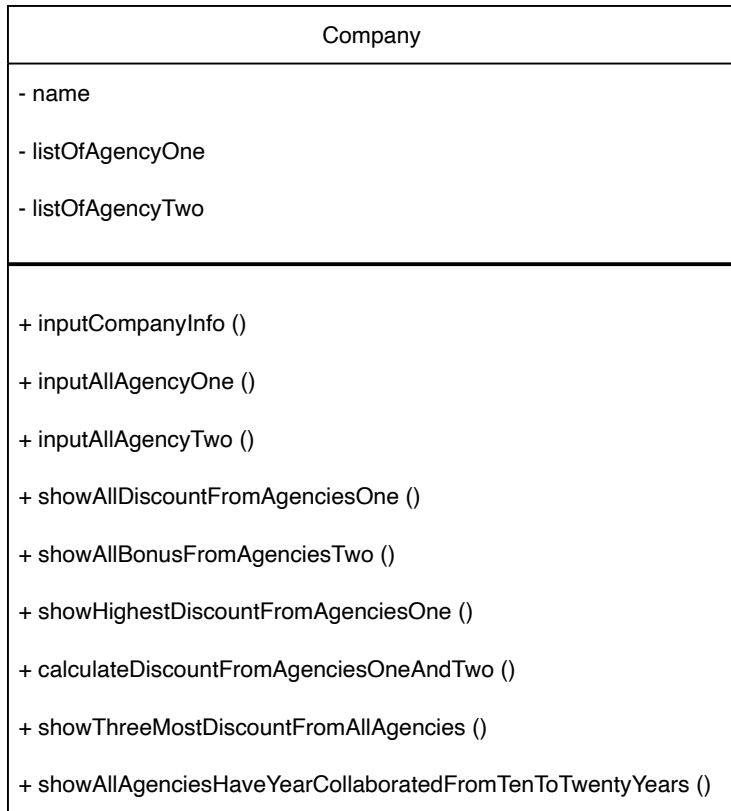 Company
- name
- listOfAgencyOne
- listOfAgencyTwo
+ inputCompanyInfo ()
+ inputAllAgencyOne ()
+ inputAllAgencyTwo ()
+ showAllDiscountFromAgenciesOne ()
+ showAllBonusFromAgenciesTwo ()
+ showHighestDiscountFromAgenciesOne ()
+ calculateDiscountFromAgenciesOneAndTwo ()
+ showThreeMostDiscountFromAllAgencies ()
+ showAllAgenciesHaveYearCollaboratedFromTenToTwentyYears ()